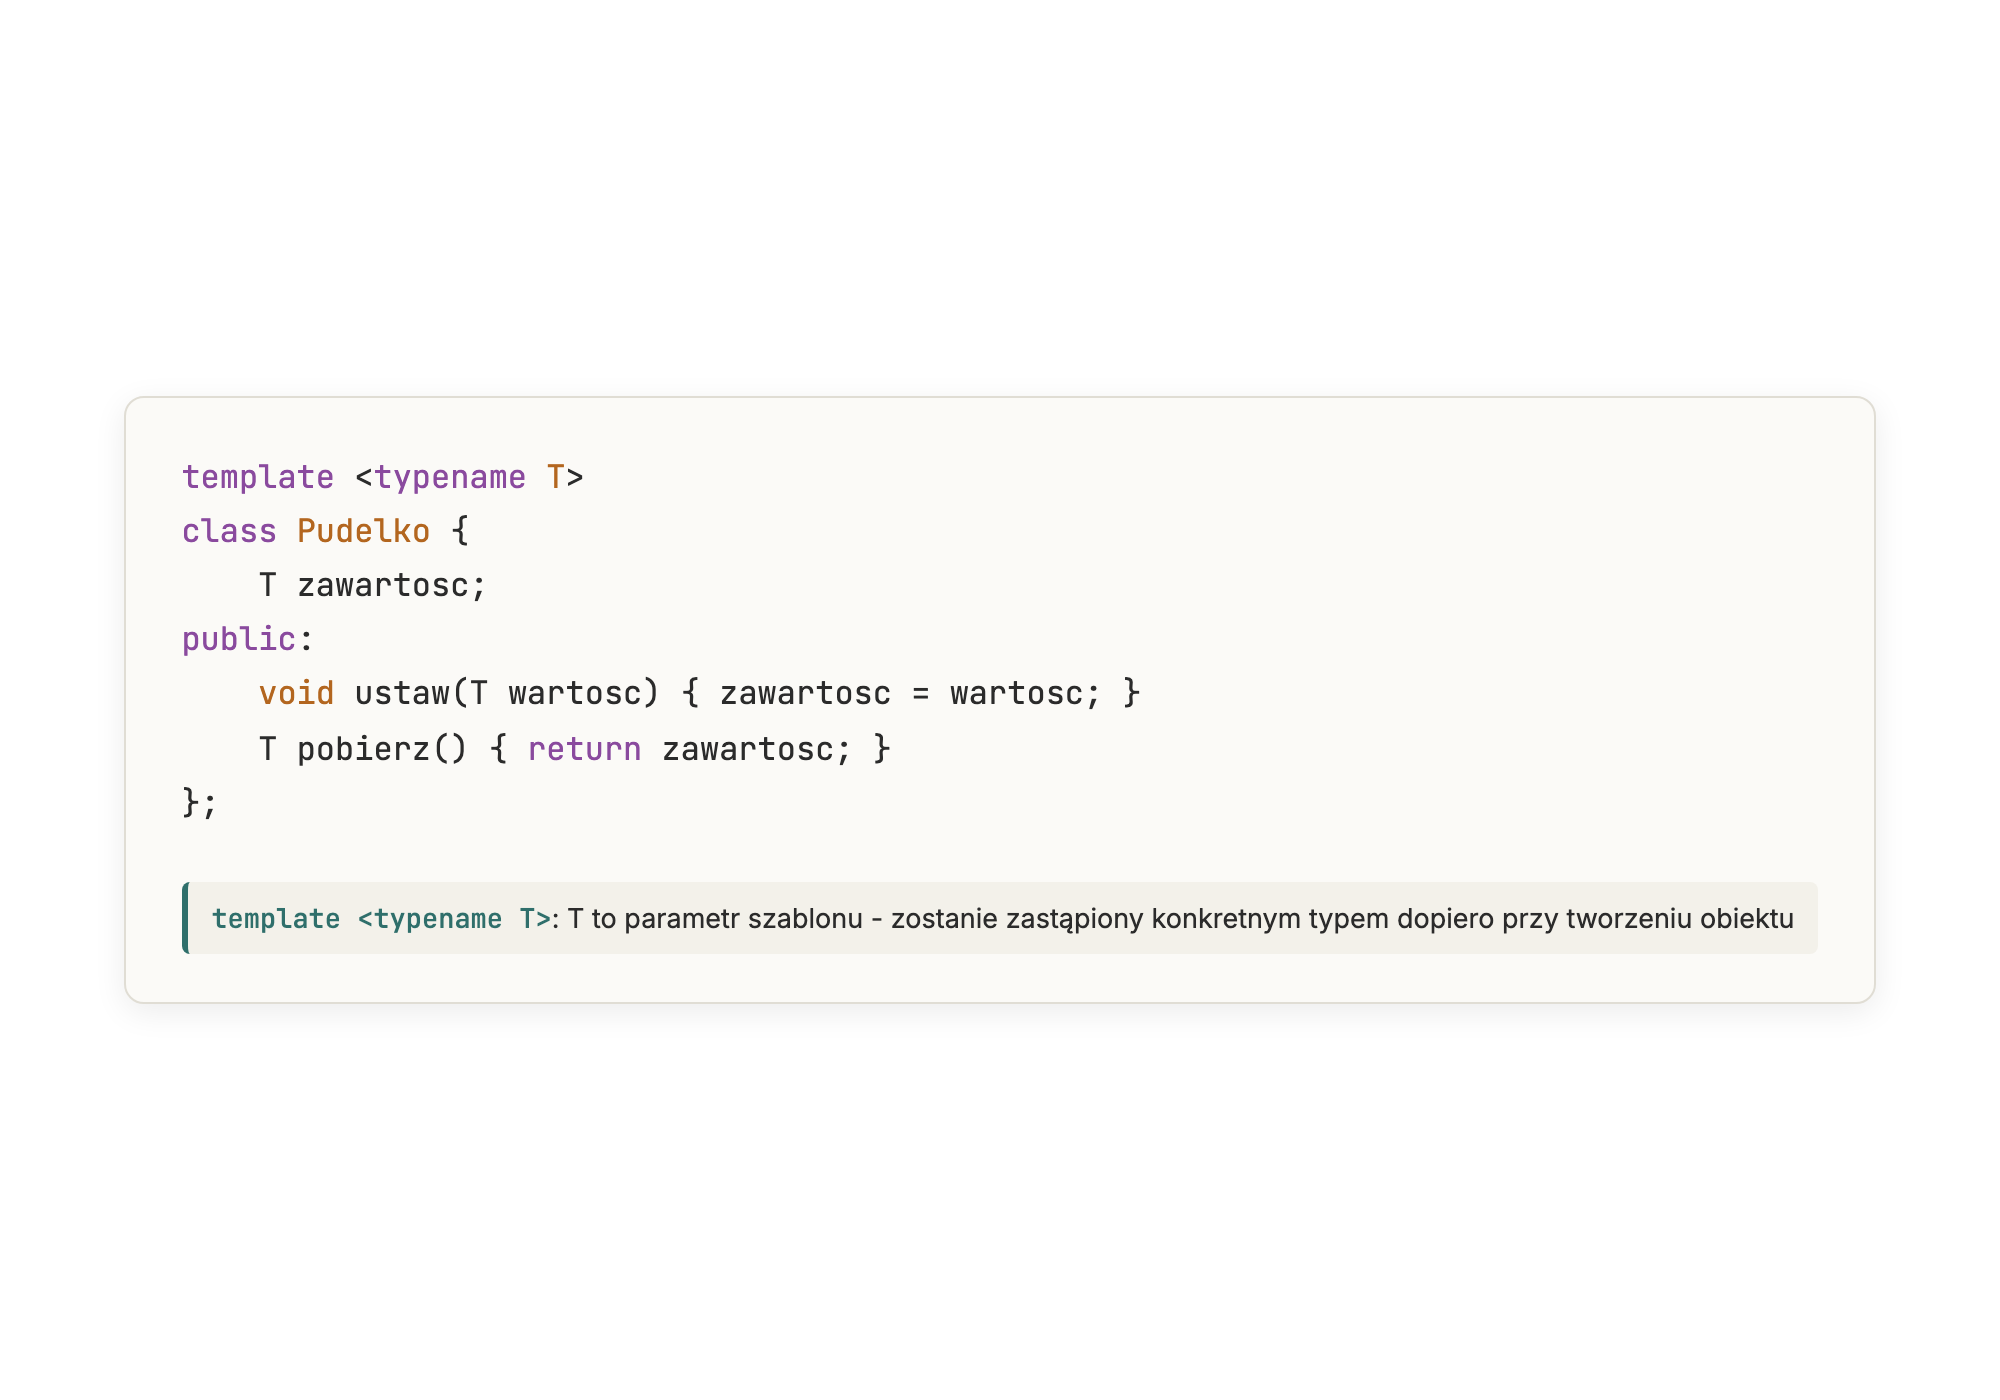 template <typename T>
class Pudelko {
    T zawartosc;
public:
    void ustaw(T wartosc) { zawartosc = wartosc; }
    T pobierz() { return zawartosc; }
};
template <typename T>: T to parametr szablonu - zostanie zastąpiony konkretnym typem dopiero przy tworzeniu obiektu